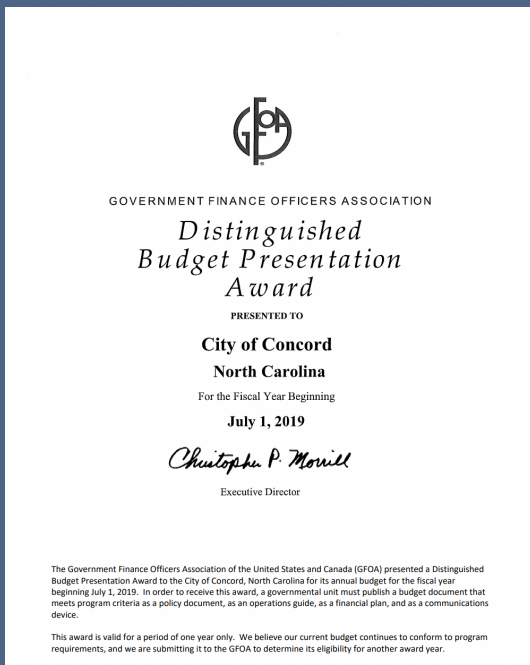 GFOA
GOVERNMENT FINANCE OFFICERS ASSOCIATION
Distinguished
Budget Presentation
Award
PRESENTED TO
City of Concord
North Carolina
For the Fiscal Year Beginning
July 1, 2019
Christopher P. Morrill
Executive Director
The Government Finance Officers Association of the United States and Canada (GFOA) presented a Distinguished
Budget Presentation Award to the City of Concord, North Carolina for its annual budget for the fiscal year
beginning July 1, 2019. In order to receive this award, a governmental unit must publish a budget document that
meets program criteria as a policy document, as an operations guide, as a financial plan, and as a communications
device.
This award is valid for a period of one year only. We believe our current budget continues to conform to program
requirements, and we are submitting it to the GFOA to determine its eligibility for another award year.